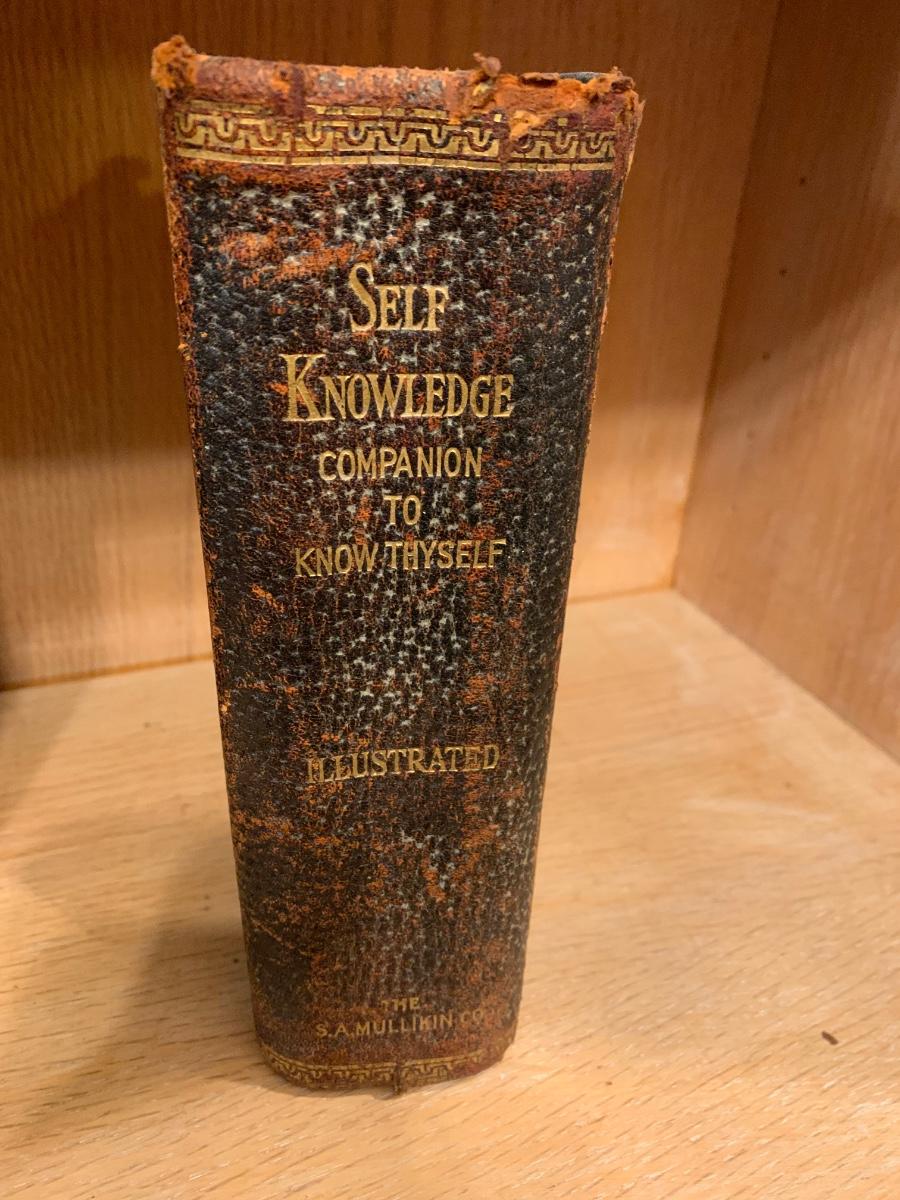 SELF
KNOWLEDGE
COMPANION
TO
KNOW THYSELF
ILLUSTRATED
THE
S.A. MULLIKIN CO.